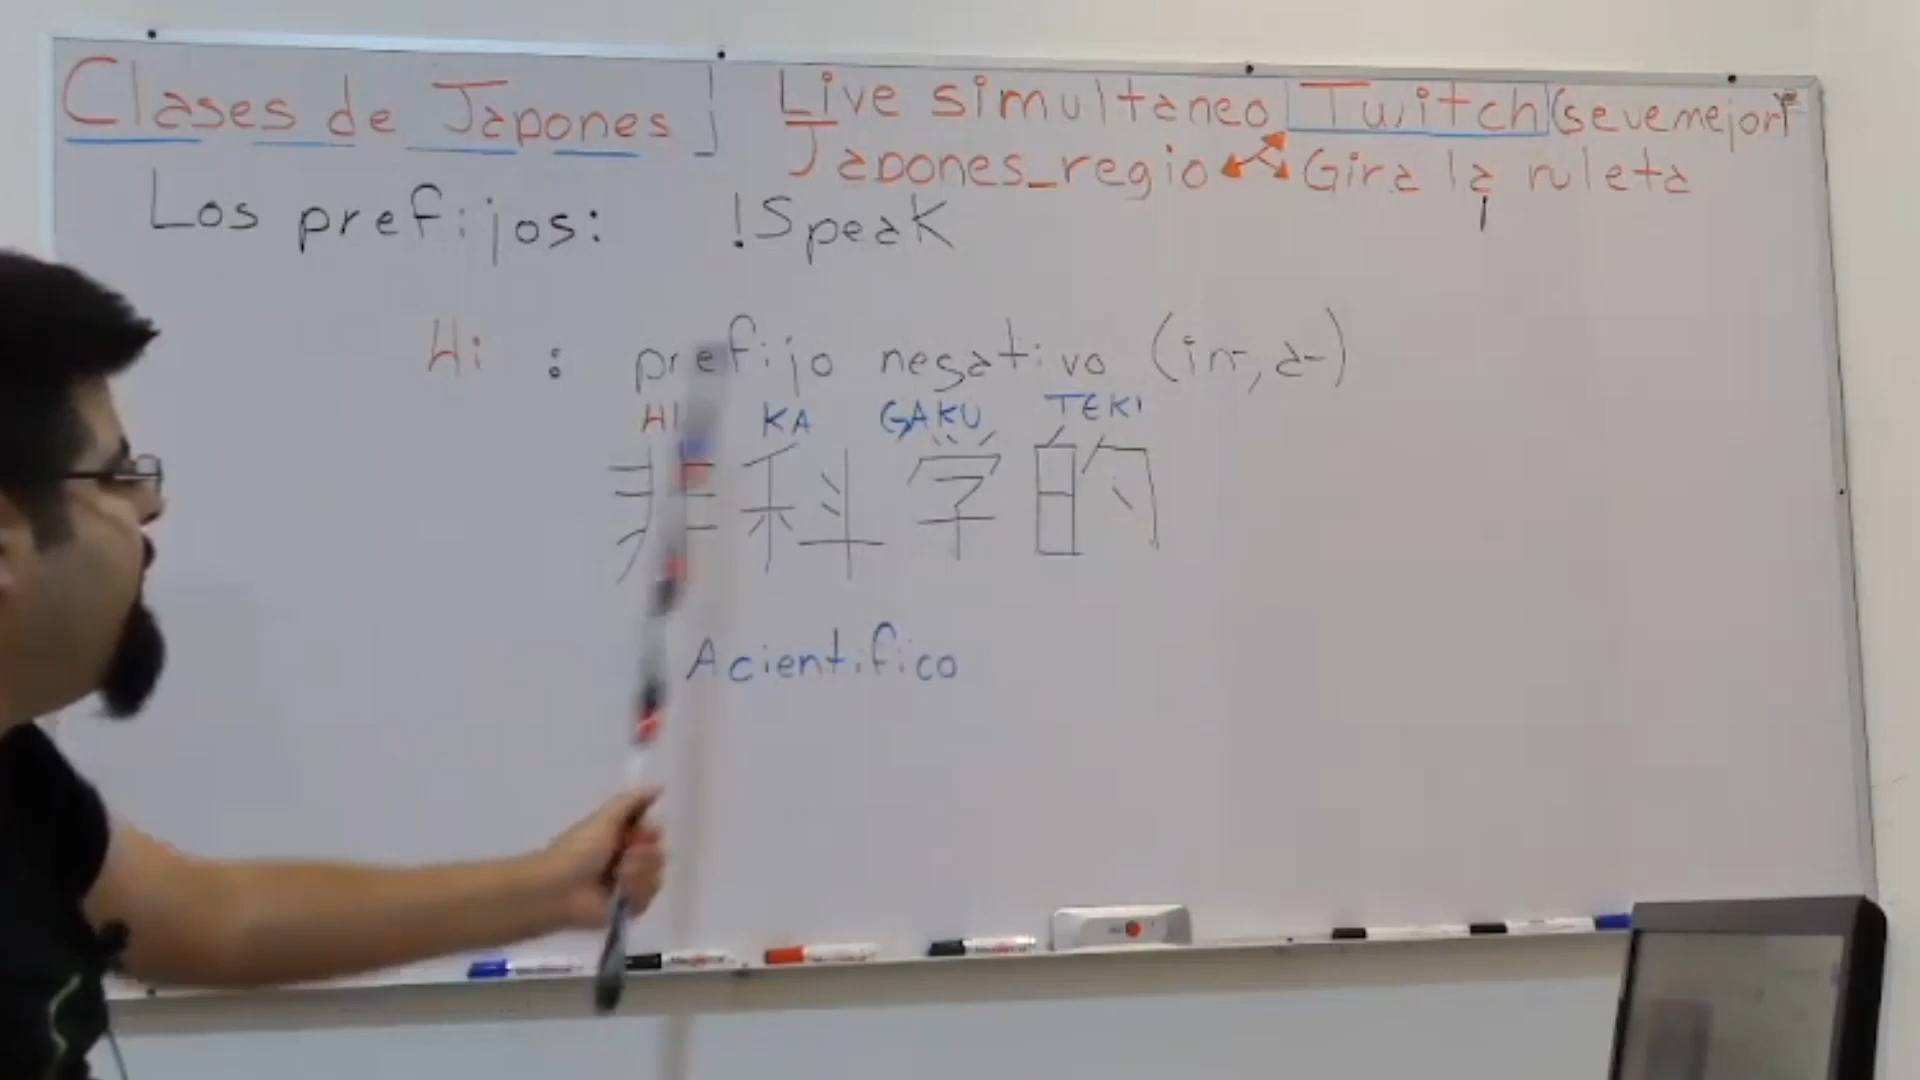 Clases de Japones
Live simultaneo Twitch (se ve mejor)
Japones_regio Gira la ruleta
Los prefijos: !Speak
Hi : prefijo negativo (in-, a-)
HI KA GAKU TEKI
非科学的
Acientifico